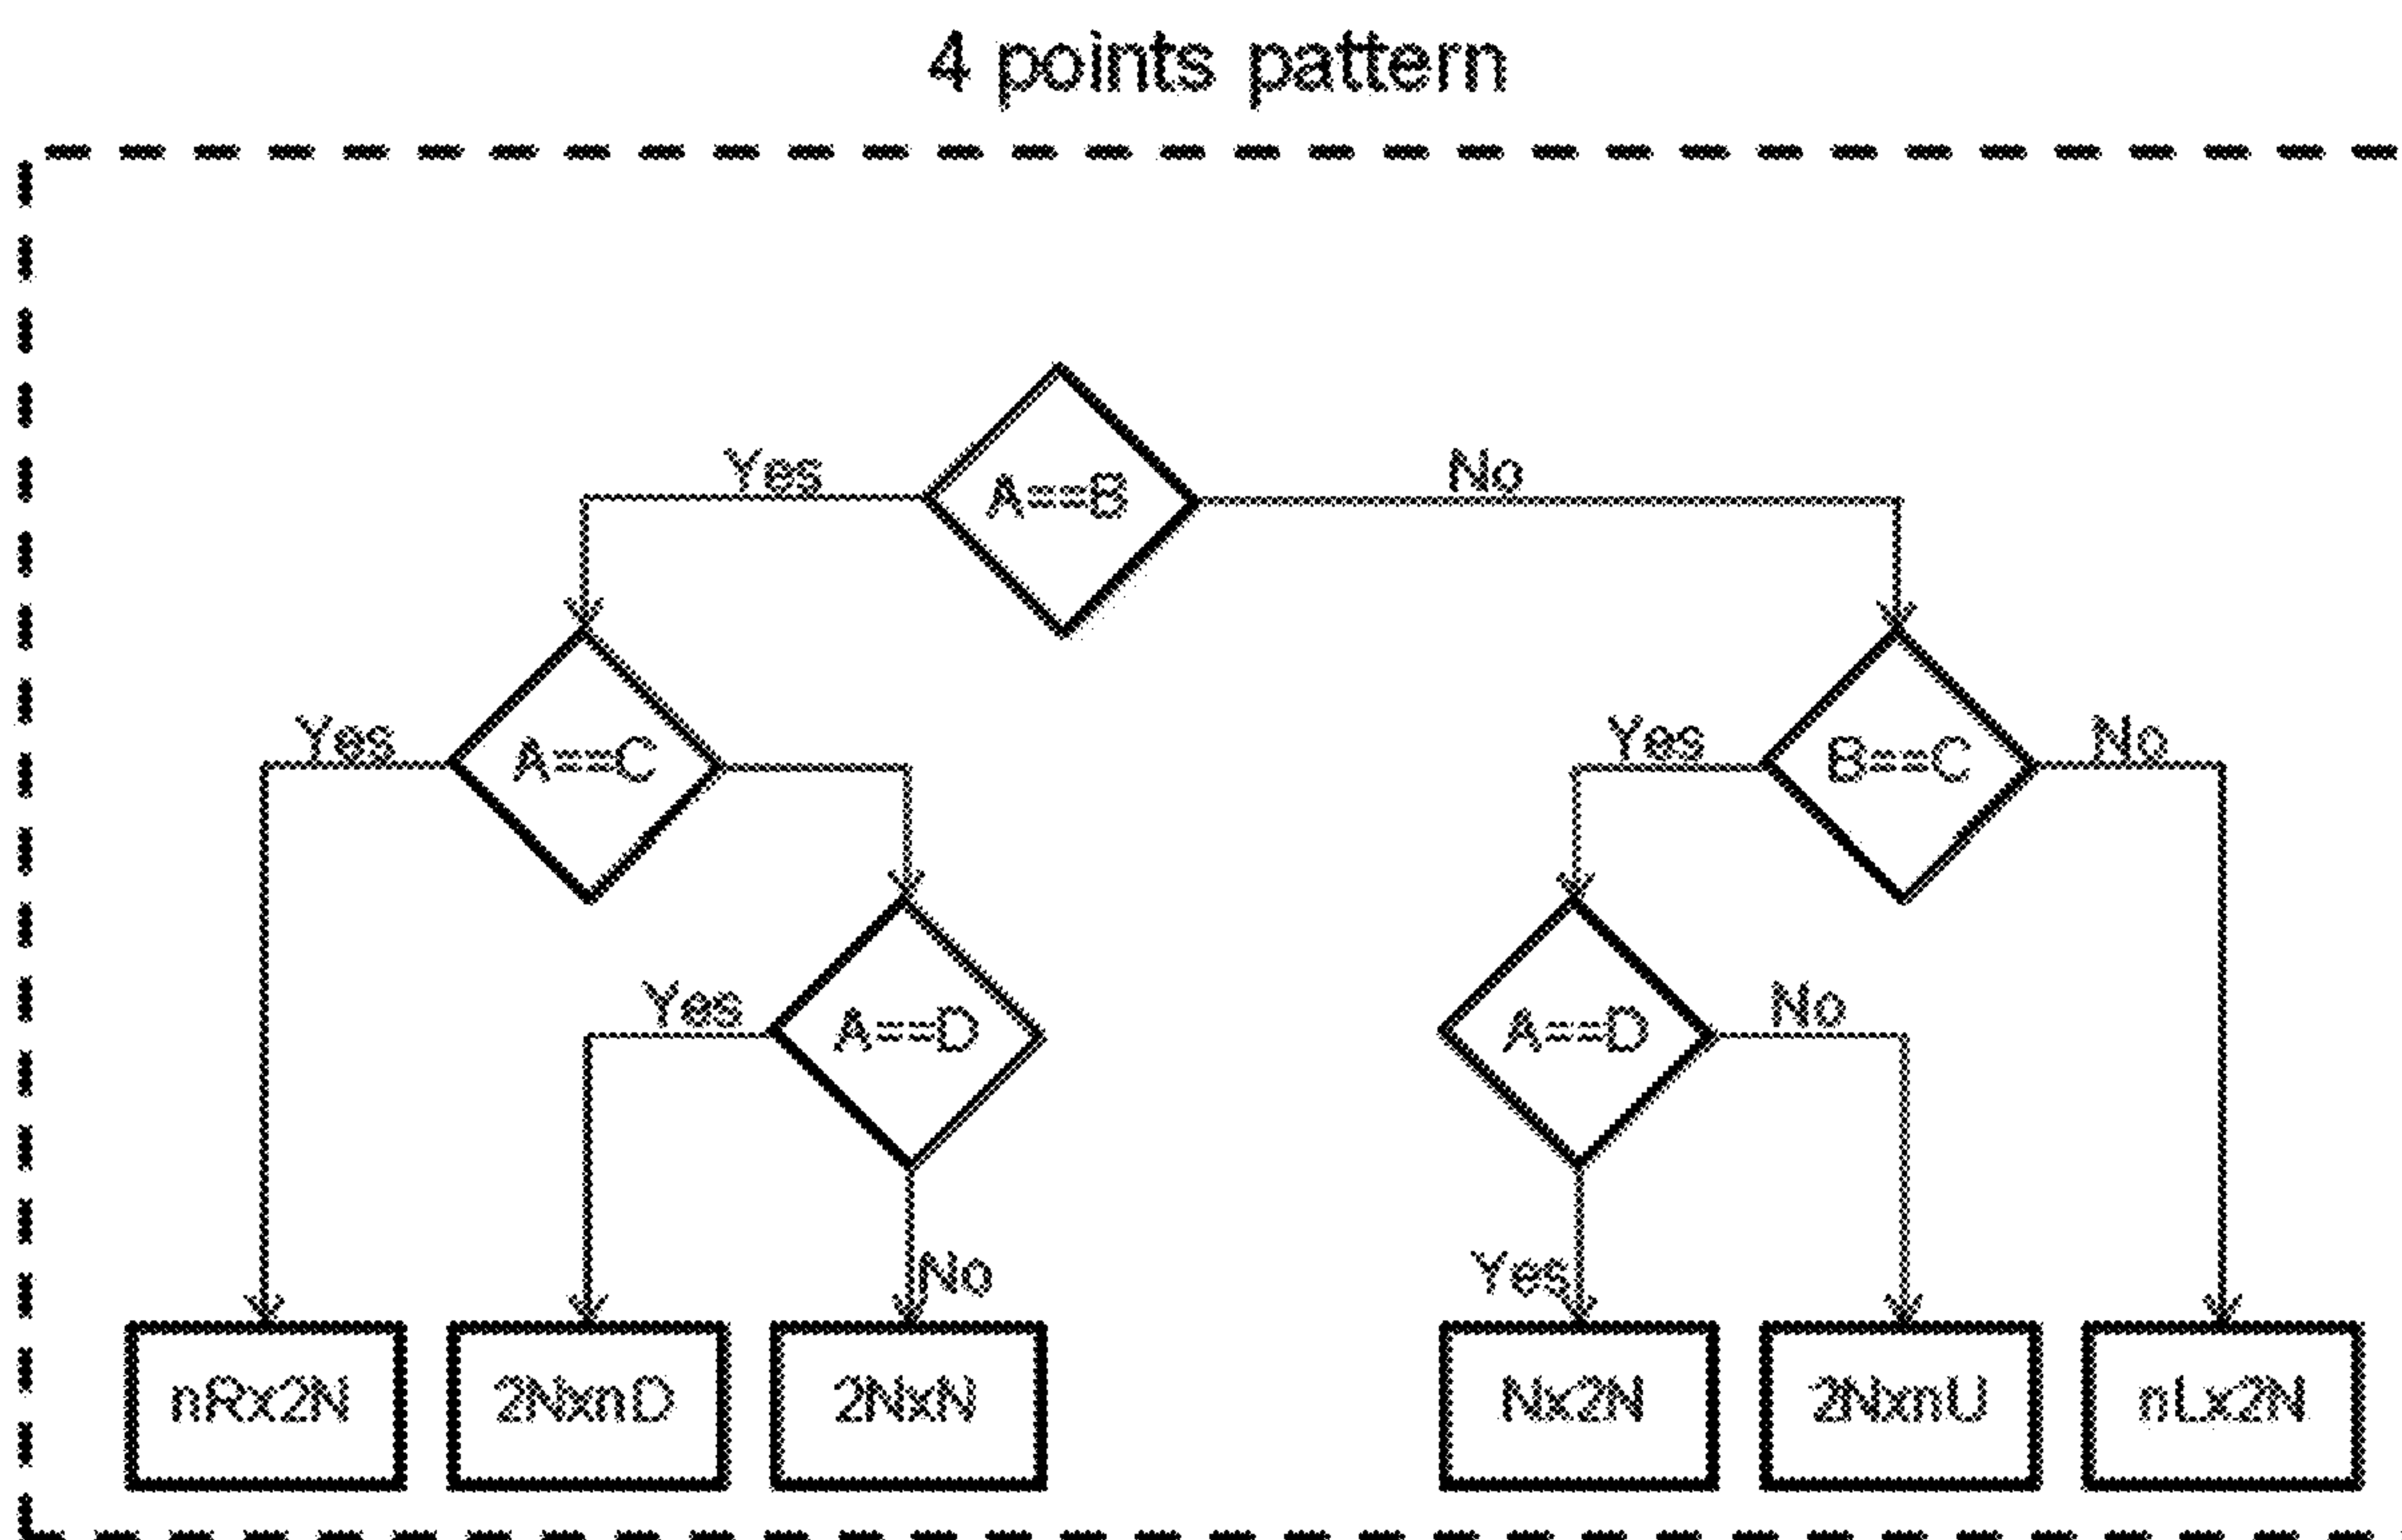 4 points pattern
Yes
A==B
No
Yes
A==C
Yes
B==C
No
Yes
A==D
A==D
No
No
Yes
nRx2N
2NxnD
2NxN
Nx2N
2NxnU
nLx2N